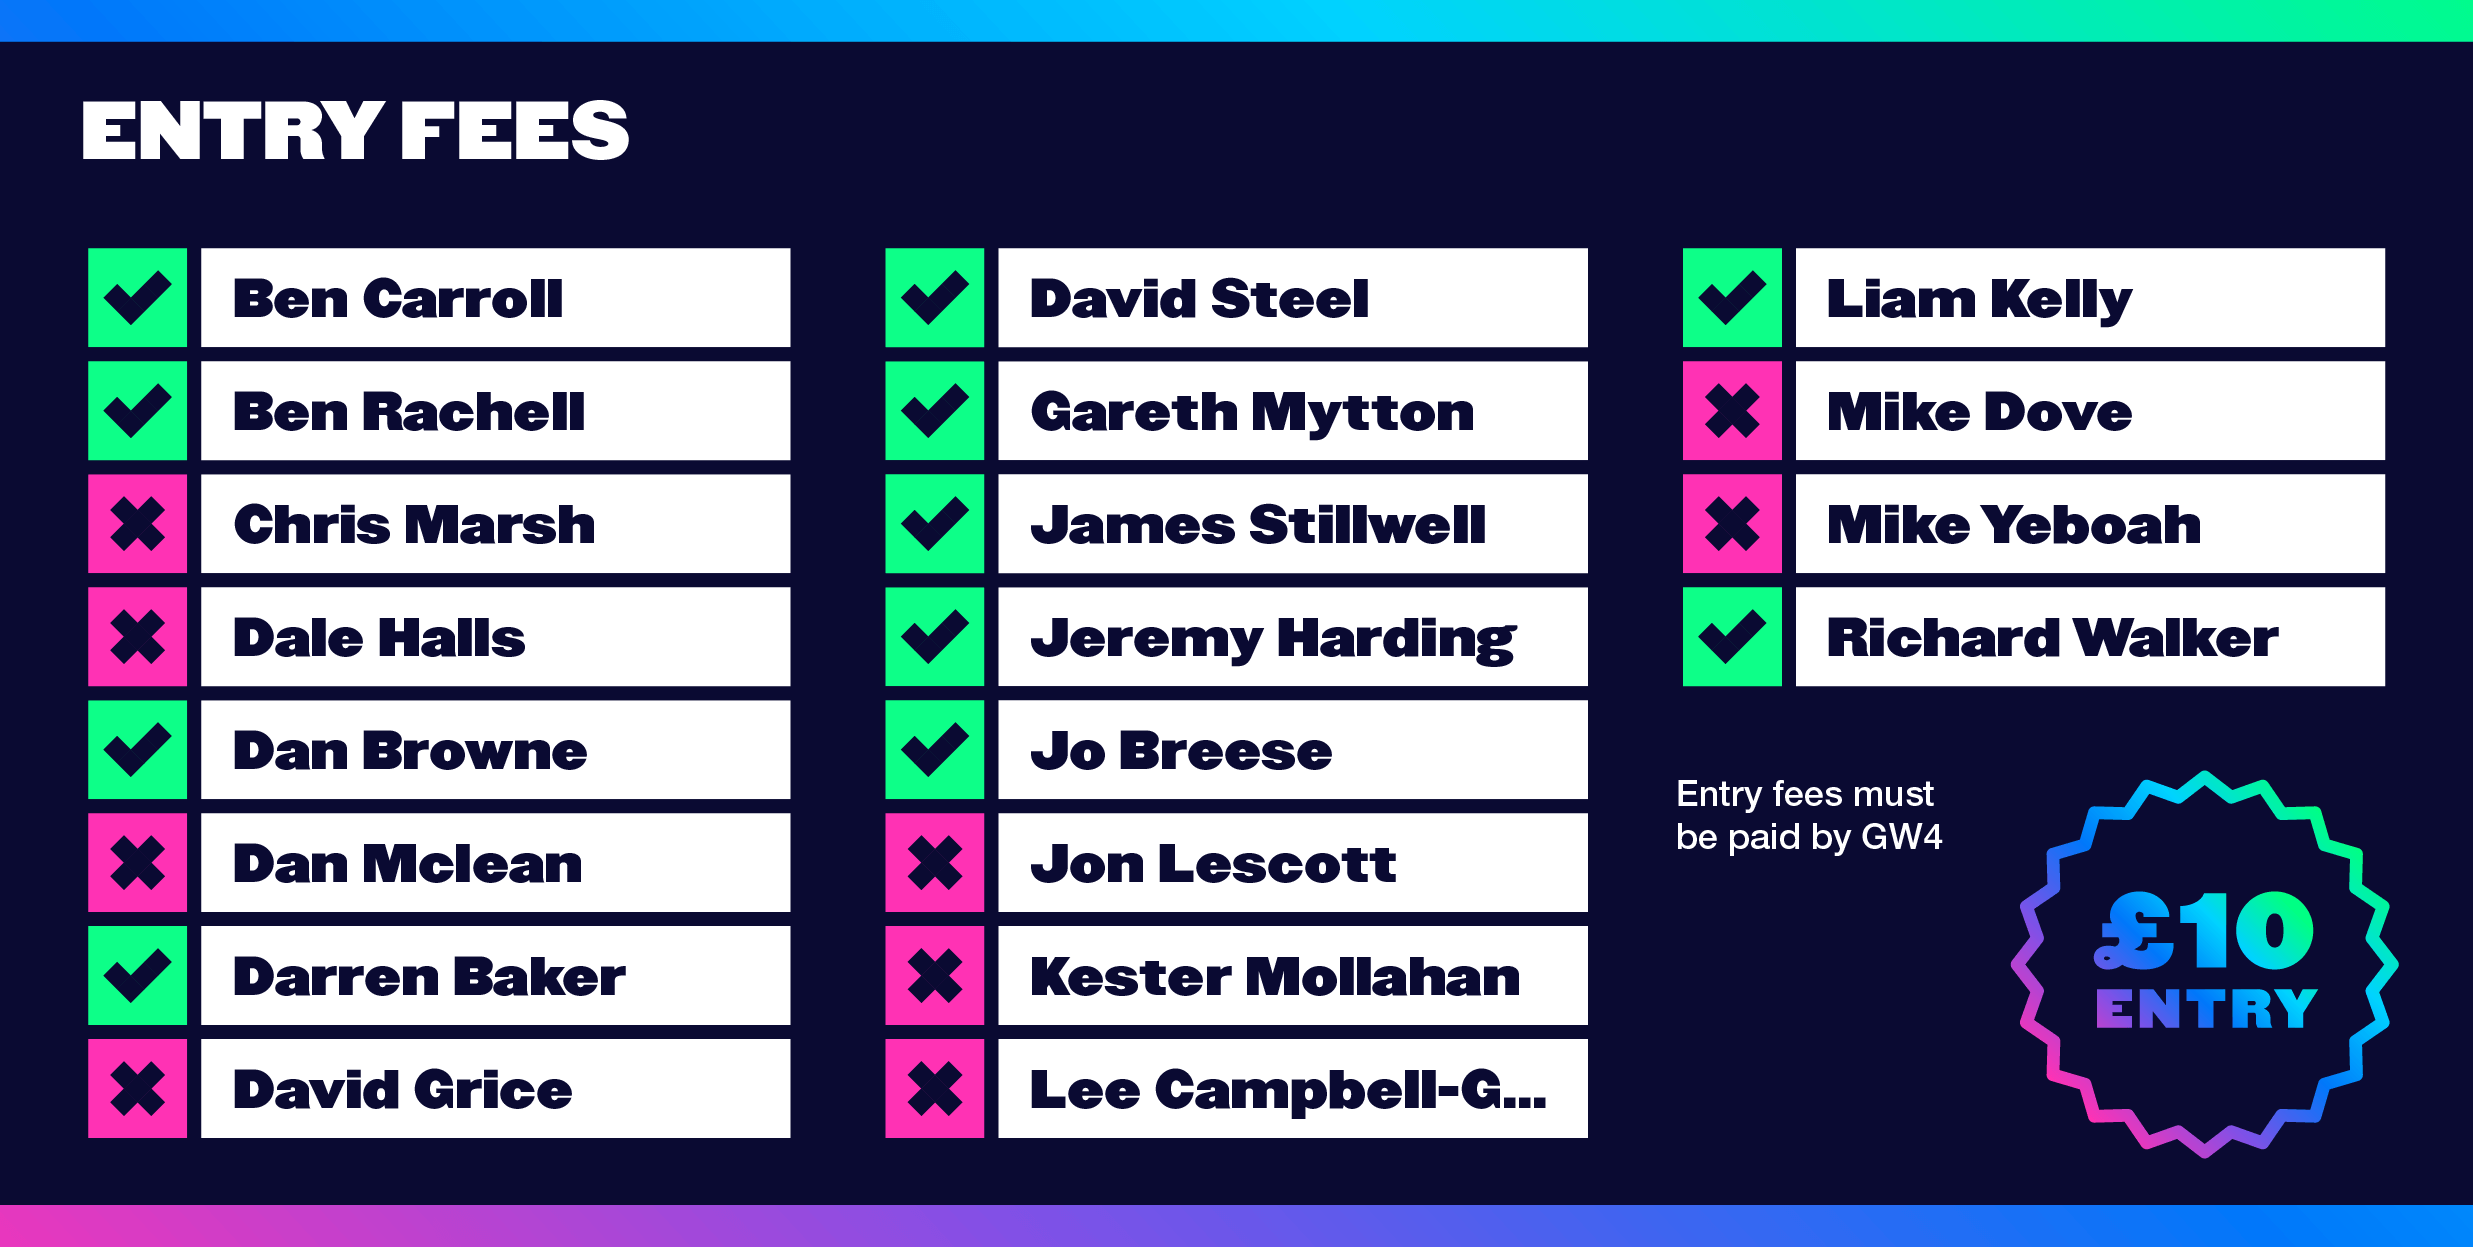 ENTRY FEES
Ben Carroll
Ben Rachell
Chris Marsh
Dale Halls
Dan Browne
Dan Mclean
Darren Baker
David Grice
David Steel
Gareth Mytton
James Stillwell
Jeremy Harding
Jo Breese
Jon Lescott
Kester Mollahan
Lee Campbell-G...
Liam Kelly
Mike Dove
Mike Yeboah
Richard Walker
Entry fees must
be paid by GW4
£10
ENTRY